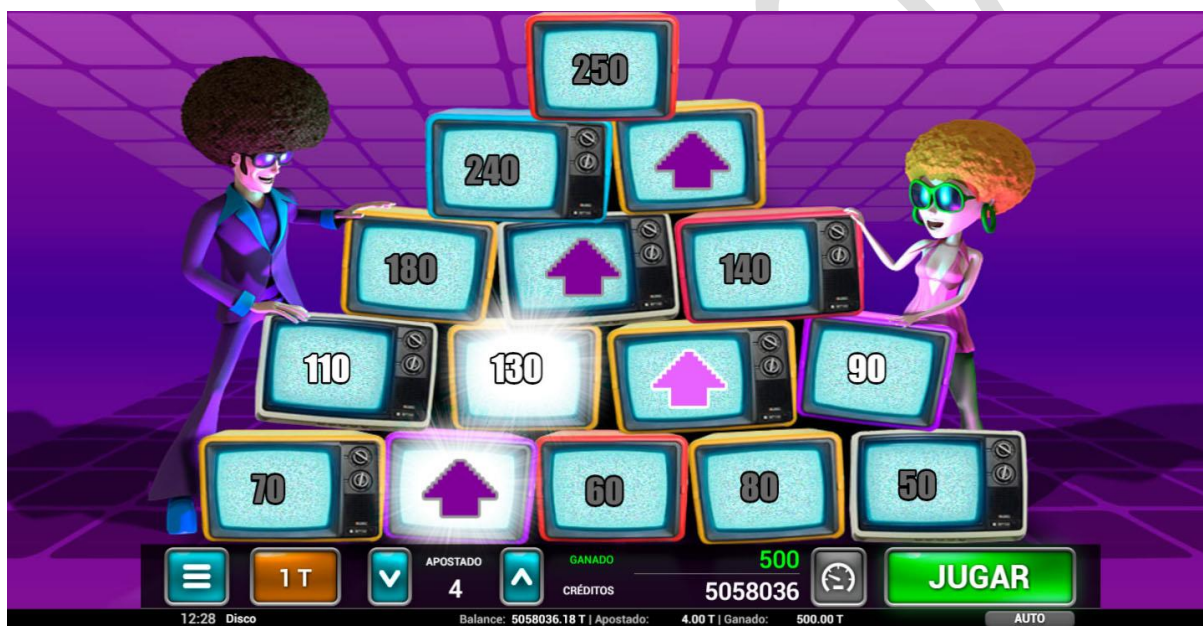 250
240
180 140
110 130 90
70 60 80 50
1 T
APOSTADO
4
GANADO 500
CRÉDITOS 5058036
JUGAR
12:28 Disco Balance: 5058036.18 T | Apostado: 4.00 T | Ganado: 500.00 T AUTO